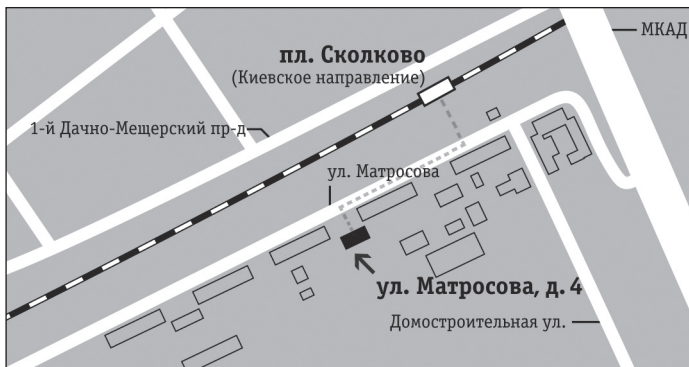 МКАД
пл. Сколково
(Киевское направление)
1-й Дачно-Мещерский пр-д
ул. Матросова
ул. Матросова, д. 4
Домостроительная ул.